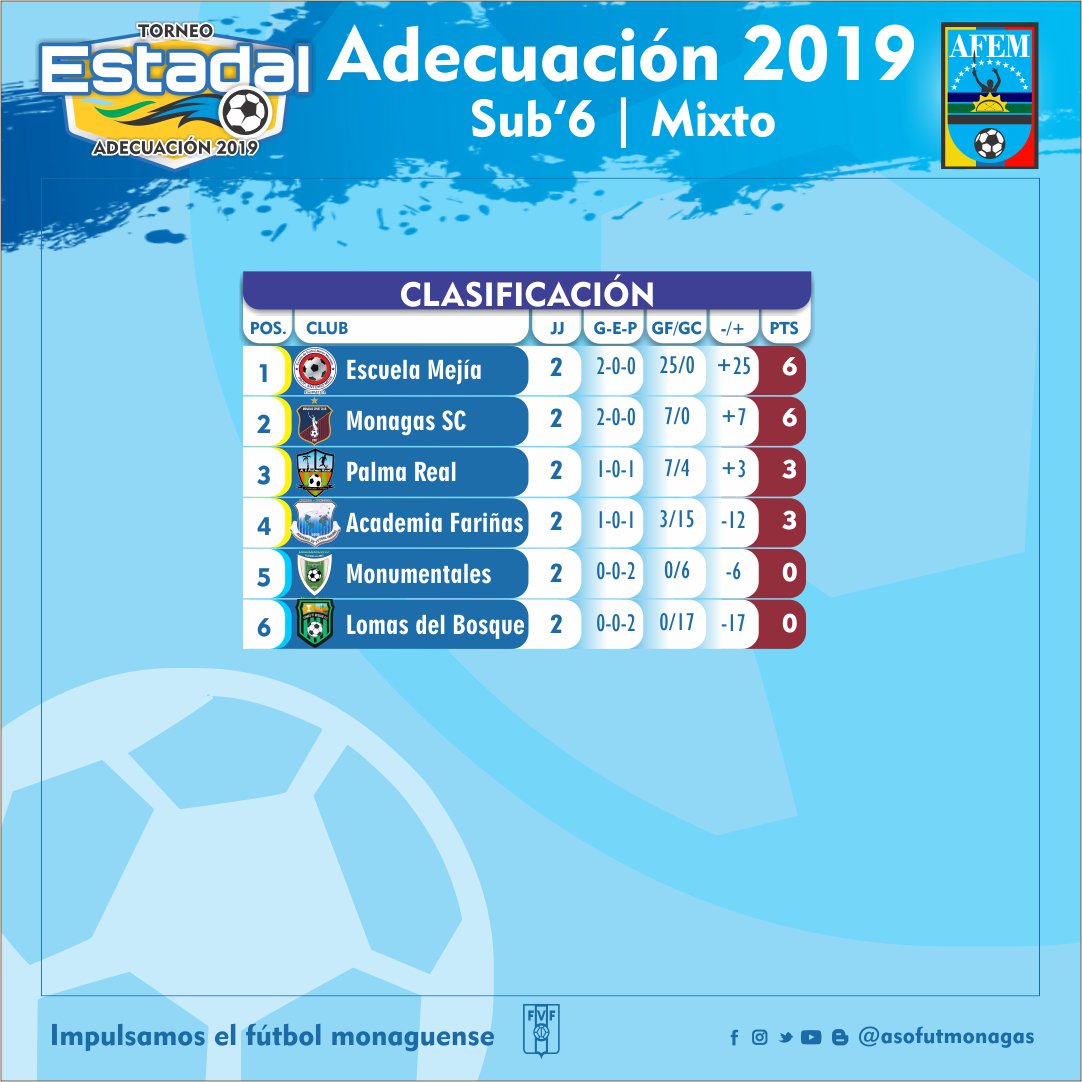 TORNEO
Estadal
ADECUACIÓN 2019
Adecuación 2019
Sub‘6 | Mixto
AFEM
CLASIFICACIÓN
POS. CLUB JJ G-E-P GF/GC -/+ PTS
1 Escuela Mejía 2 2-0-0 25/0 +25 6
2 Monagas SC 2 2-0-0 7/0 +7 6
3 Palma Real 2 1-0-1 7/4 +3 3
4 Academia Fariñas 2 1-0-1 3/15 -12 3
5 Monumentales 2 0-0-2 0/6 -6 0
6 Lomas del Bosque 2 0-0-2 0/17 -17 0
Impulsamos el fútbol monaguense
FVF
@asofutmonagas